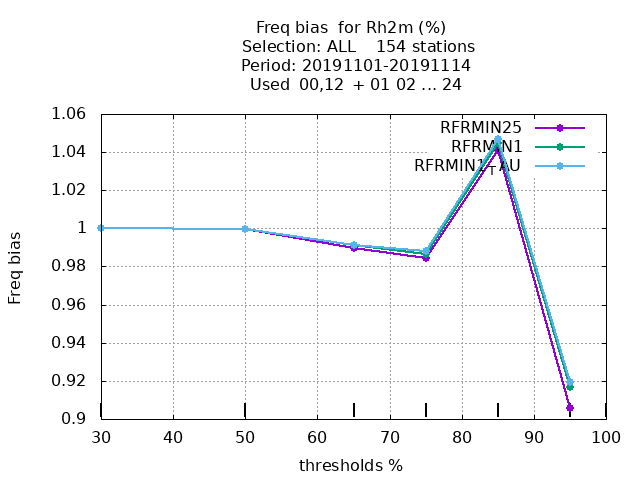 Freq bias  for Rh2m (%)
Selection: ALL    154 stations
Period: 20191101-20191114
Used  00,12  + 01 02 ... 24
1.06
1.04
1.02
1
0.98
0.96
0.94
0.92
0.9
Freq bias
RFRMIN25
RFRMIN1
RFRMIN1_TAU
30 40 50 60 70 80 90 100
thresholds %